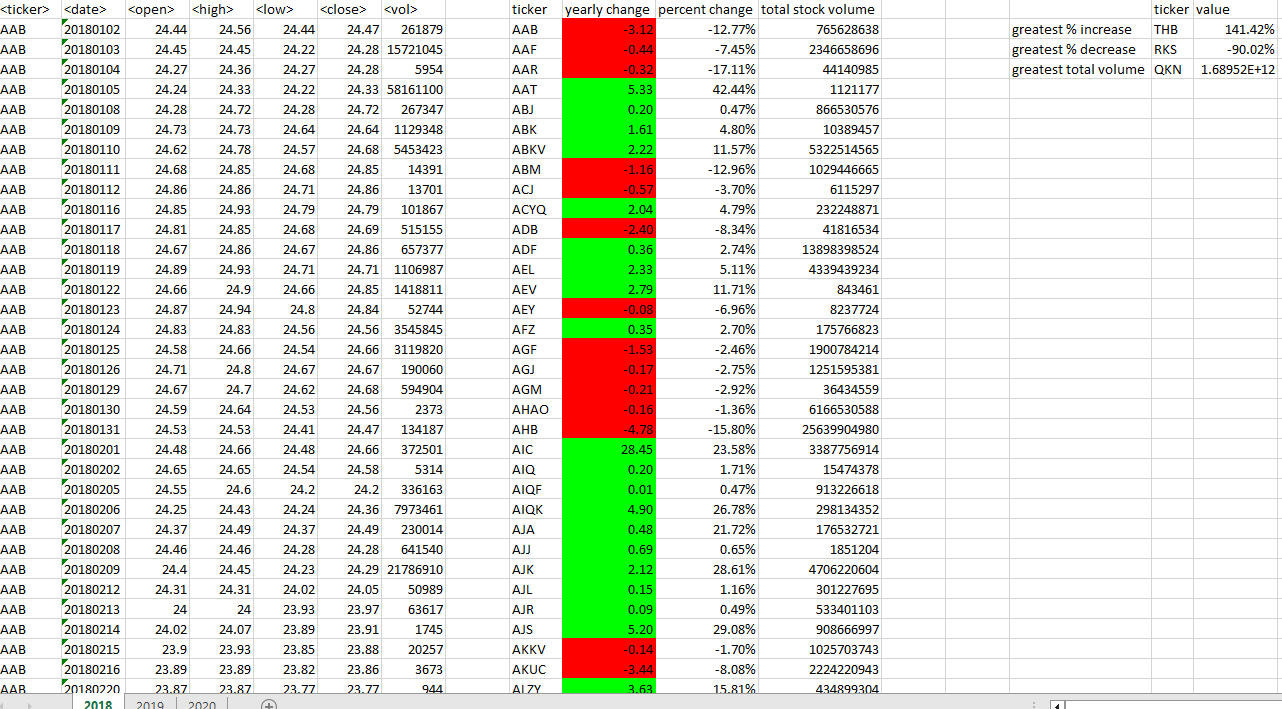 <ticker> <date> <open> <high> <low> <close> <vol> ticker yearly change percent change total stock volume ticker value
AAB 20180102 24.44 24.56 24.44 24.47 261879 AAB -3.12 -12.77% 765628638 greatest % increase THB 141.42%
AAB 20180103 24.45 24.45 24.22 24.28 15721045 AAF -0.44 -7.45% 2346658696 greatest % decrease RKS -90.02%
AAB 20180104 24.27 24.36 24.27 24.28 5954 AAR -0.32 -17.11% 44140985 greatest total volume QKN 1.68952E+12
AAB 20180105 24.24 24.33 24.22 24.33 58161100 AAT 5.33 42.44% 1121177
AAB 20180108 24.28 24.72 24.28 24.72 267347 ABJ 0.20 0.47% 866530576
AAB 20180109 24.73 24.73 24.64 24.64 1129348 ABK 1.61 4.80% 10389457
AAB 20180110 24.62 24.78 24.57 24.68 5453423 ABKV 2.22 11.57% 5322514565
AAB 20180111 24.68 24.85 24.68 24.85 14391 ABM -1.16 -12.96% 1029446665
AAB 20180112 24.86 24.86 24.71 24.86 13701 ACJ -0.57 -3.70% 6115297
AAB 20180116 24.85 24.93 24.79 24.79 101867 ACYQ 2.04 4.79% 232248871
AAB 20180117 24.81 24.85 24.68 24.69 515155 ADB -2.40 -8.34% 41816534
AAB 20180118 24.67 24.86 24.67 24.86 657377 ADF 0.36 2.74% 13898398524
AAB 20180119 24.89 24.93 24.71 24.71 1106987 AEL 2.33 5.11% 4339439234
AAB 20180122 24.66 24.9 24.66 24.85 1418811 AEV 2.79 11.71% 843461
AAB 20180123 24.87 24.94 24.8 24.84 52744 AEY -0.08 -6.96% 8237724
AAB 20180124 24.83 24.83 24.56 24.56 3545845 AFZ 0.35 2.70% 175766823
AAB 20180125 24.58 24.66 24.54 24.66 3119820 AGF -1.53 -2.46% 1900784214
AAB 20180126 24.71 24.8 24.67 24.67 190060 AGJ -0.17 -2.75% 1251595381
AAB 20180129 24.67 24.7 24.62 24.68 594904 AGM -0.21 -2.92% 36434559
AAB 20180130 24.59 24.64 24.53 24.56 2373 AHAO -0.16 -1.36% 6166530588
AAB 20180131 24.53 24.53 24.41 24.47 134187 AHB -4.78 -15.80% 25639904980
AAB 20180201 24.48 24.66 24.48 24.66 372501 AIC 28.45 23.58% 3387756914
AAB 20180202 24.65 24.65 24.54 24.58 5314 AIQ 0.20 1.71% 15474378
AAB 20180205 24.55 24.6 24.2 24.2 336163 AIQF 0.01 0.47% 913226618
AAB 20180206 24.25 24.43 24.24 24.36 7973461 AIQK 4.90 26.78% 298134352
AAB 20180207 24.37 24.49 24.37 24.49 230014 AJA 0.48 21.72% 176532721
AAB 20180208 24.46 24.46 24.28 24.28 641540 AJJ 0.69 0.65% 1851204
AAB 20180209 24.4 24.45 24.23 24.29 21786910 AJK 2.12 28.61% 4706220604
AAB 20180212 24.31 24.31 24.02 24.05 50989 AJL 0.15 1.16% 301227695
AAB 20180213 24 24 23.93 23.97 63617 AJR 0.09 0.49% 533401103
AAB 20180214 24.02 24.07 23.89 23.91 1745 AJS 5.20 29.08% 908666997
AAB 20180215 23.9 23.93 23.85 23.88 20257 AKKV -0.14 -1.70% 1025703743
AAB 20180216 23.89 23.89 23.82 23.86 3673 AKUC -3.44 -8.08% 2224220943
AAB 20180220 23.87 23.87 23.77 23.77 944 ALZY 3.63 15.81% 434899304
2018 2019 2020